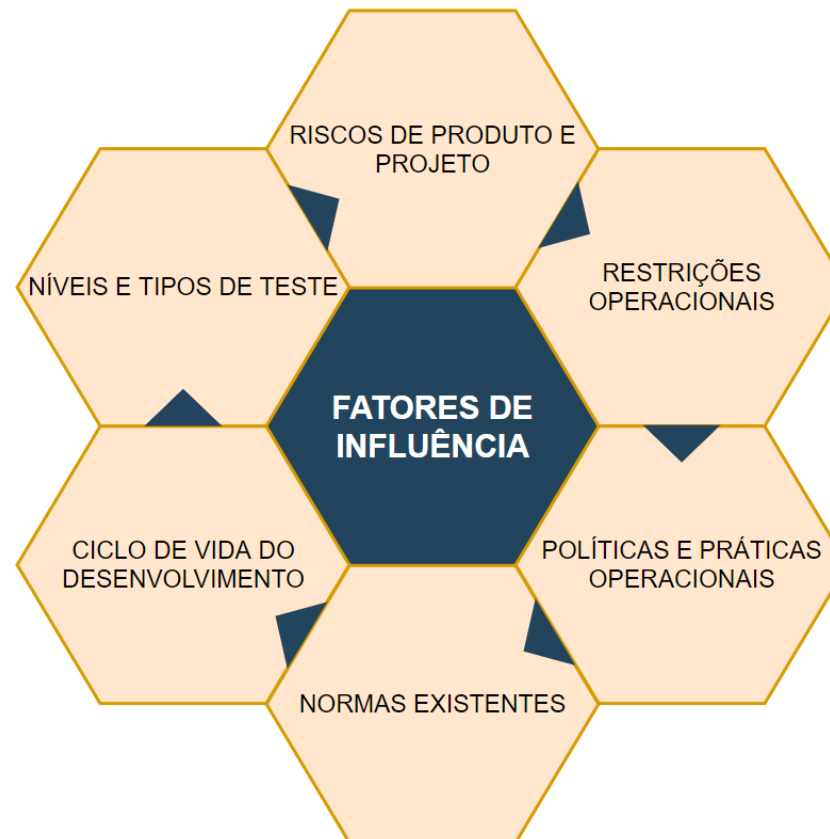 RISCOS DE PRODUTO E
PROJETO
NÍVEIS E TIPOS DE TESTE
RESTRIÇÕES
OPERACIONAIS
FATORES DE
INFLUÊNCIA
CICLO DE VIDA DO
DESENVOLVIMENTO
POLÍTICAS E PRÁTICAS
OPERACIONAIS
NORMAS EXISTENTES